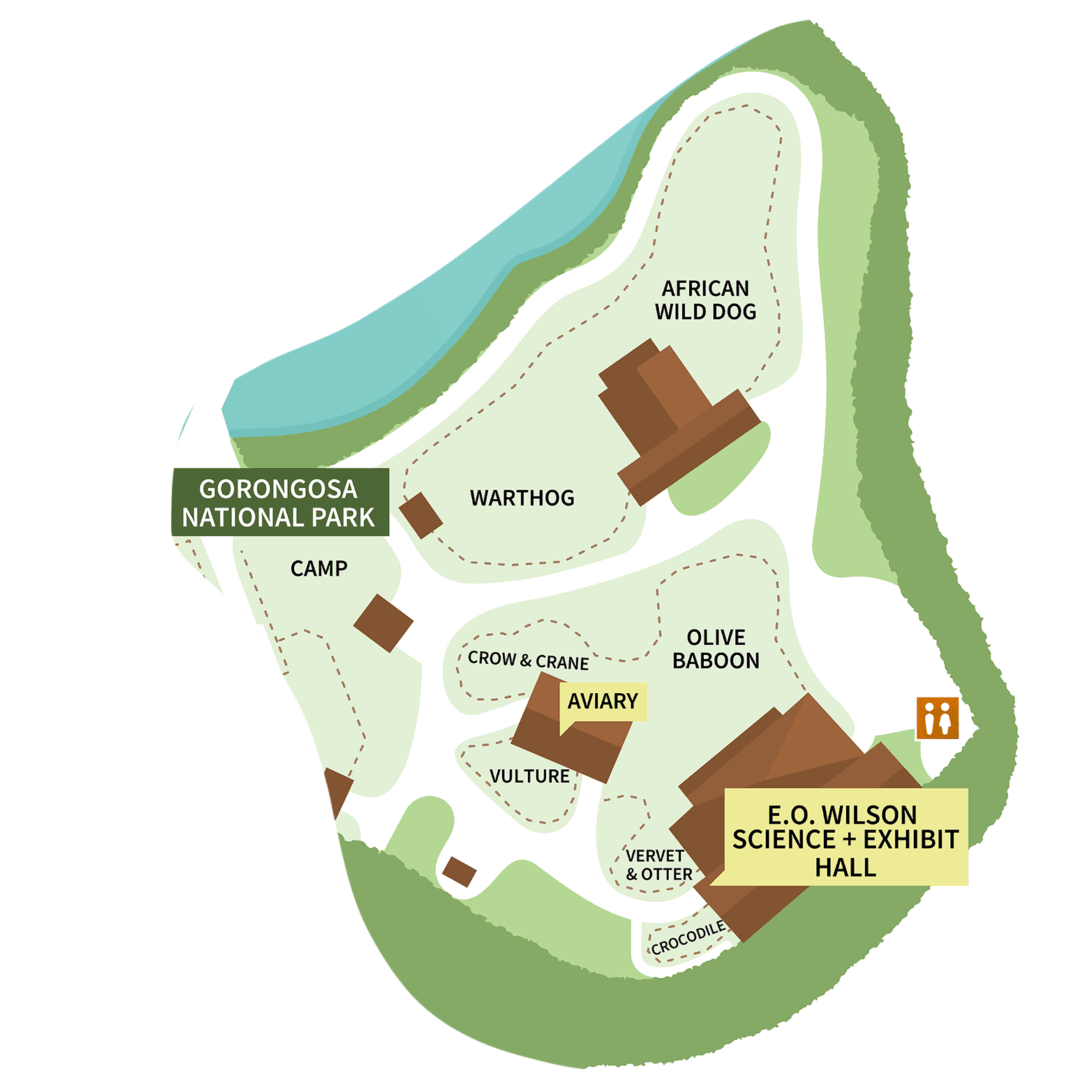 AFRICAN
WILD DOG
WARTHOG
GORONGOSA
NATIONAL PARK
CAMP
OLIVE
BABOON
CROW & CRANE
AVIARY
VULTURE
E.O. WILSON
SCIENCE + EXHIBIT
HALL
VERVET
& OTTER
CROCODILE